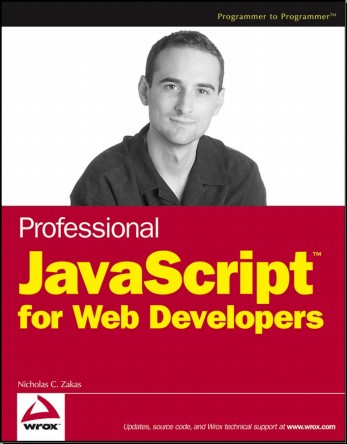 Programmer to Programmer™
Professional
JavaScript™
for Web Developers
Nicholas C. Zakas
wrox™
Updates, source code, and Wrox technical support at www.wrox.com